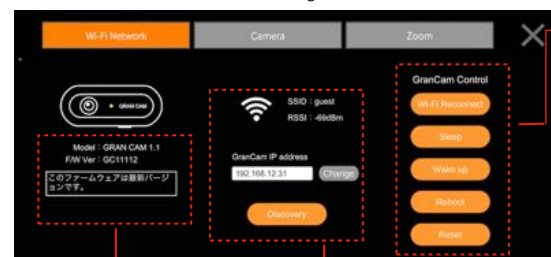 Wi-Fi Network
Camera
Zoom
GRAN CAM
Model : GRAN CAM 1.1
F/W Ver : GC11112
このファームウェアは最新バージ
ョンです。
SSID : guest
RSSI : -69dBm
GranCam IP address
192.168.12.31
Change
Discovery
GranCam Control
Wi-Fi Reconnect
Sleep
Wake up
Reboot
Reset